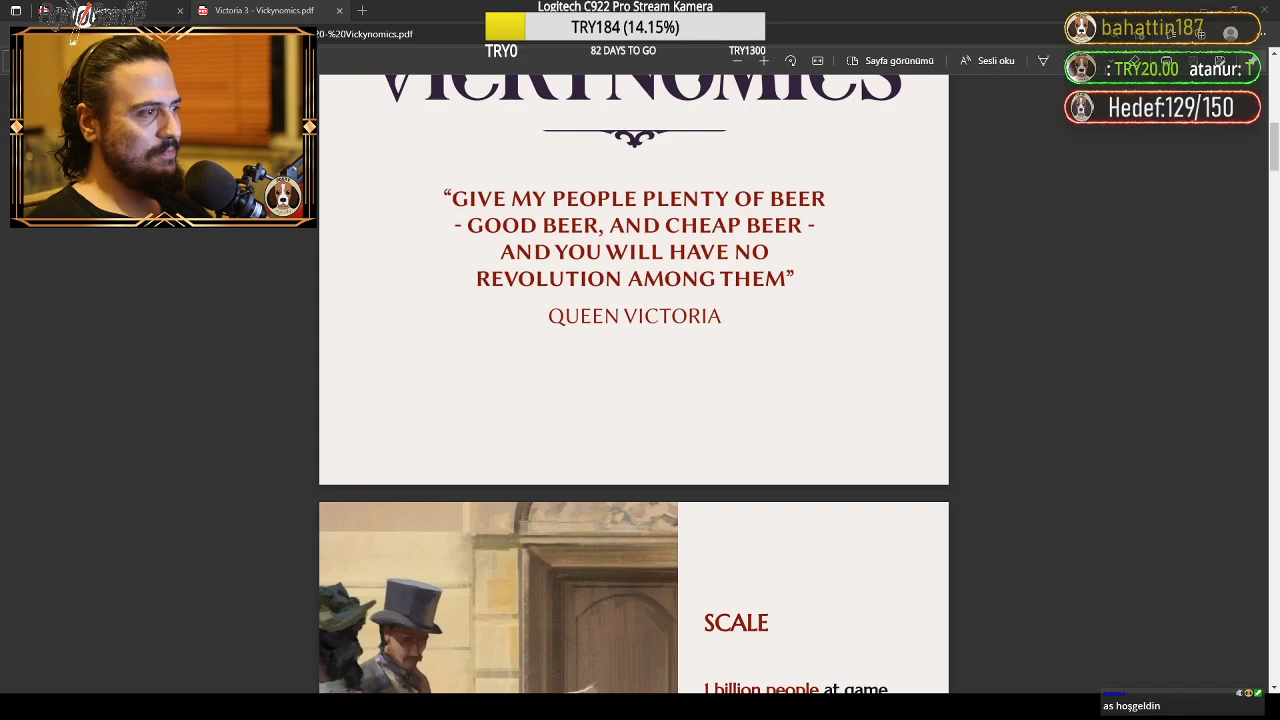 Victoria 3 - Vickynomics.pdf
Logitech C922 Pro Stream Kamera
TRY184 (14.15%)
TRY0
82 DAYS TO GO
TRY1300
20-%20Vickynomics.pdf
Sayfa görünümü
Sesli oku
bahattin187
: TRY20.00 atanur: T
Hedef:129/150
VICKYNOMICS
“GIVE MY PEOPLE PLENTY OF BEER
- GOOD BEER, AND CHEAP BEER -
AND YOU WILL HAVE NO
REVOLUTION AMONG THEM”
QUEEN VICTORIA
SCALE
1 billion people at game
as hoşgeldin